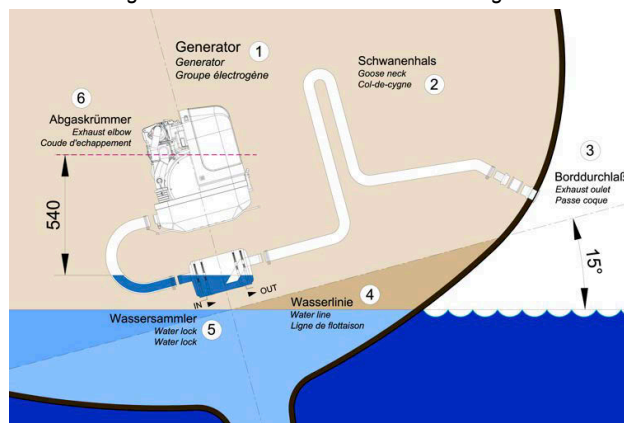 1
Generator
Generator
Groupe électrogène
Schwanenhals
Goose neck
Col-de-cygne
2
6
Abgaskrümmer
Exhaust elbow
Coude d'echappement
3
Borddurchlaß
Exhaust oulet
Passe coque
540
15°
IN
OUT
Wasserlinie
Water line
Ligne de flottaison
4
Wassersammler
Water lock
Water lock
5